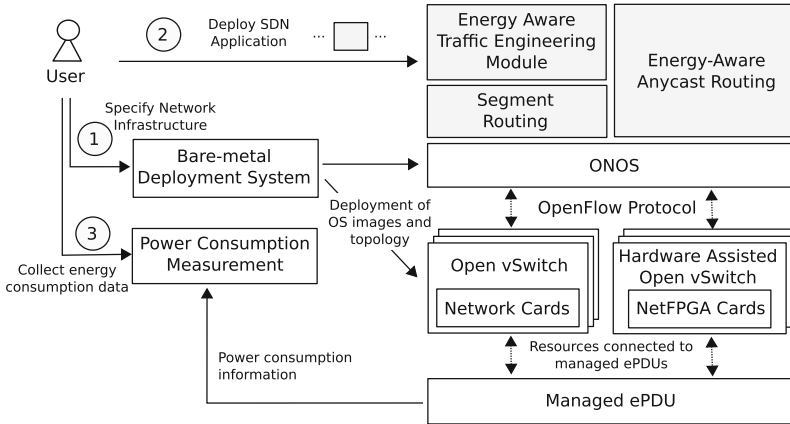 User
2
Deploy SDN
Application
...
...
Energy Aware
Traffic Engineering
Module
Segment
Routing
Energy-Aware
Anycast Routing
Specify Network
Infrastructure
1
Bare-metal
Deployment System
ONOS
Deployment of
OS images and
topology
OpenFlow Protocol
3
Collect energy
consumption data
Power Consumption
Measurement
Open vSwitch
Network Cards
Hardware Assisted
Open vSwitch
NetFPGA Cards
Resources connected to
managed ePDUs
Power consumption
information
Managed ePDU